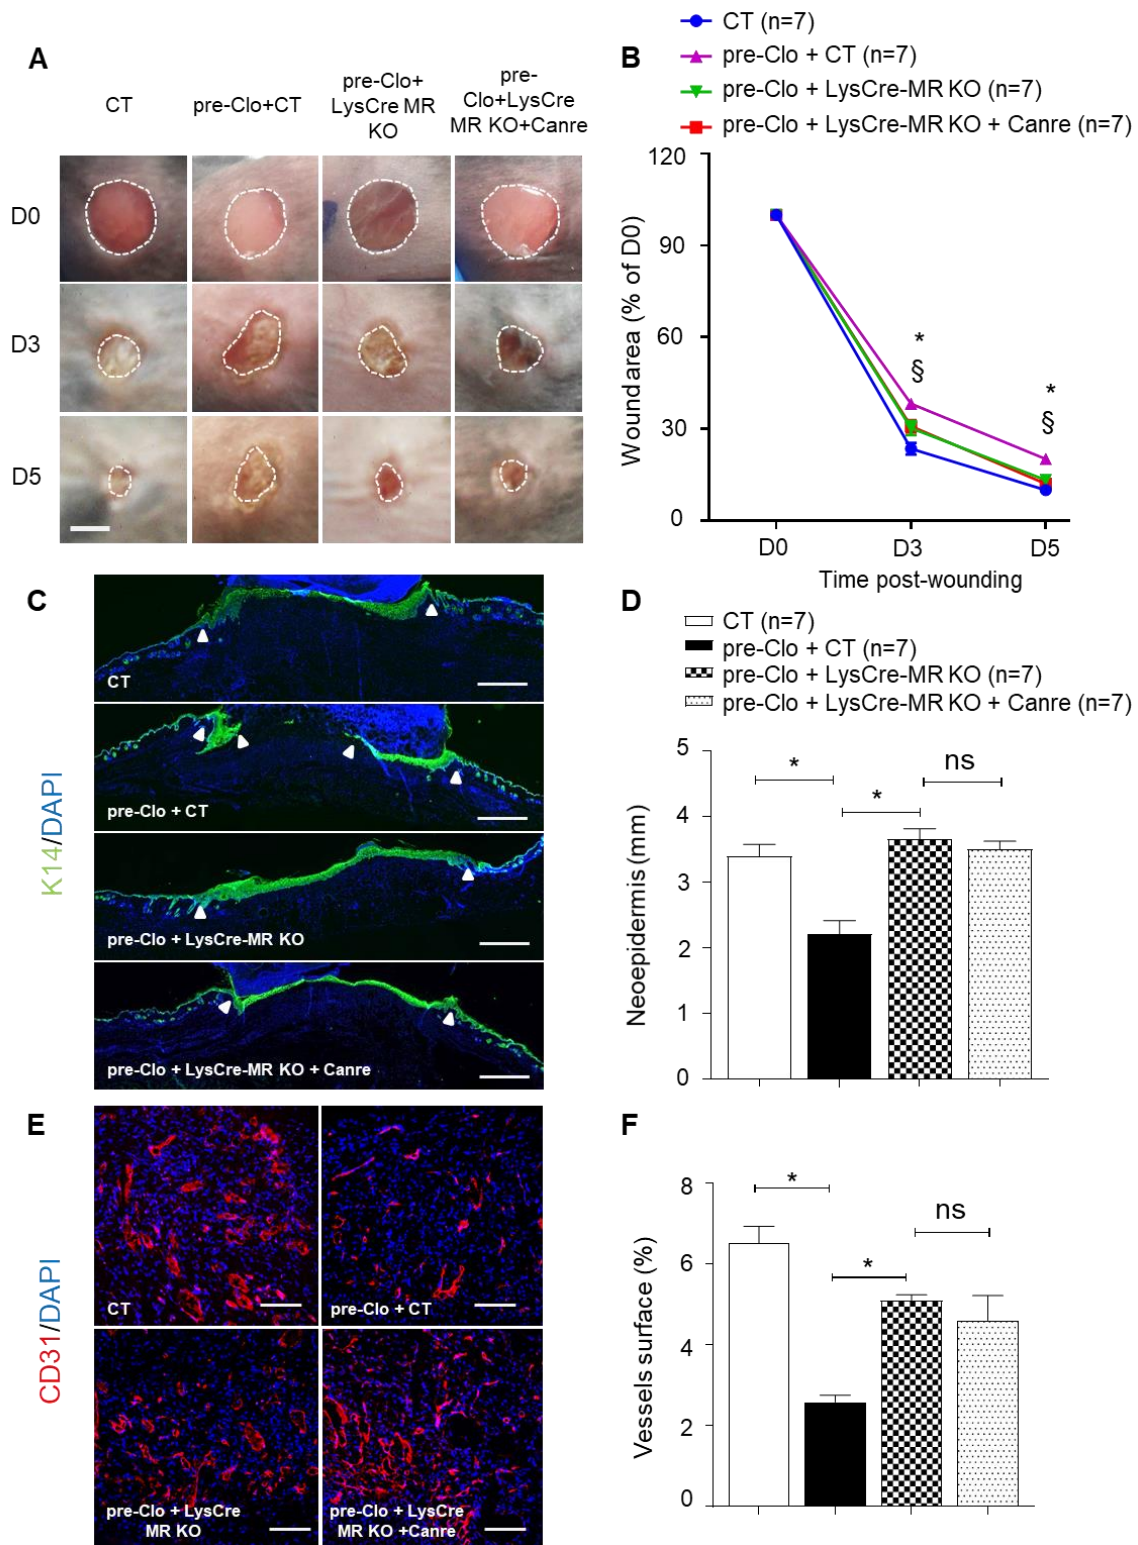 A
CT
pre-Clo+CT
pre-Clo+
LysCre MR
KO
pre-
Clo+LysCre
MR KO+Canre
D0
D3
D5
B
CT (n=7)
pre-Clo + CT (n=7)
pre-Clo + LysCre-MR KO (n=7)
pre-Clo + LysCre-MR KO + Canre (n=7)
Wound area (% of D0)
120
90
60
30
0
*
§
*
§
D0
D3
D5
Time post-wounding
C
K14/DAPI
CT
pre-Clo + CT
pre-Clo + LysCre-MR KO
pre-Clo + LysCre-MR KO + Canre
D
CT (n=7)
pre-Clo + CT (n=7)
pre-Clo + LysCre-MR KO (n=7)
pre-Clo + LysCre-MR KO + Canre (n=7)
Neoepidermis (mm)
5
4
3
2
1
0
*
*
ns
E
CD31/DAPI
CT
pre-Clo + CT
pre-Clo + LysCre
MR KO
pre-Clo + LysCre
MR KO +Canre
F
Vessels surface (%)
8
6
4
2
0
*
*
ns